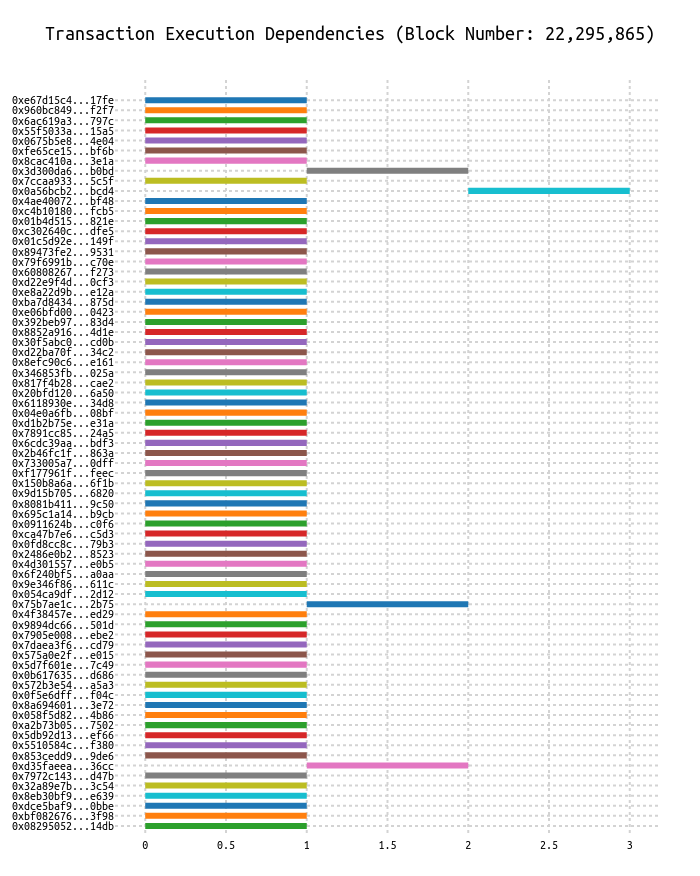 Transaction Execution Dependencies (Block Number: 22,295,865)
0xe67d15c4...17fe
0x960bc849...f2f7
0x6ac619a3...797c
0x55f5033a...15a5
0x0675b5e8...4e04
0xfe65ce15...bf6b
0x8cac410a...3e1a
0x3d300da6...b0bd
0x7ccaa933...5c5f
0x0a56bcb2...bcd4
0x4ae40072...bf48
0xc4b10180...fcb5
0x01b4d515...821e
0xc302640c...dfe5
0x01c5d92e...149f
0x89473fe2...9531
0x79f6991b...c70e
0x60808267...f273
0xd22e9f4d...0cf3
0xe8a22d9b...e12a
0xba7d8434...875d
0xe06bfd00...0423
0x392beb97...83d4
0x8852a916...4d1e
0x30f5abc0...cd0b
0xd22ba70f...34c2
0x8efc90c6...e161
0x346853fb...025a
0x817f4b28...cae2
0x20bfd120...6a50
0x6118930e...34d8
0x04e0a6fb...08bf
0xd1b2b75e...e31a
0x7891cc85...24a5
0x6cdc39aa...bdf3
0x2b46fc1f...863a
0x733005a7...0dff
0xf177961f...feec
0x150b8a6a...6f1b
0x9d15b705...6820
0x8081b411...9c50
0x695c1a14...b9cb
0x0911624b...c0f6
0xca47b7e6...c5d3
0x0fd8cc8c...79b3
0x2486e0b2...8523
0x4d301557...e0b5
0x6f240bf5...a0aa
0x9e346f86...611c
0x054ca9df...2d12
0x75b7ae1c...2b75
0x4f38457e...ed29
0x9894dc66...501d
0x7905e008...ebe2
0x7daea3f6...cd79
0x575a0e2f...e015
0x5d7f601e...7c49
0x0b617635...d686
0x572b3e54...a5a3
0x0f5e6dff...f04c
0x8a694601...3e72
0x058f5d82...4b86
0xa2b73b05...7502
0x5db92d13...ef66
0x5510584c...f380
0x853cedd9...9de6
0xd35faeea...36cc
0x7972c143...d47b
0x32a89e7b...3c54
0x8eb30bf9...e639
0xdce5baf9...0bbe
0xbf082676...3f98
0x08295052...14db
0 0.5 1 1.5 2 2.5 3